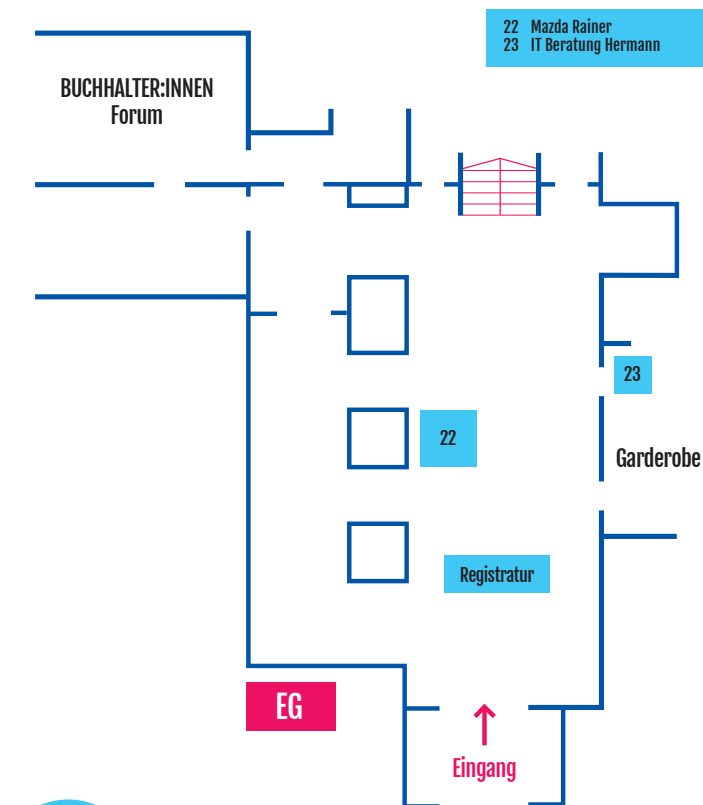 22 Mazda Rainer
23 IT Beratung Hermann
BUCHHALTER:INNEN
Forum
23
22
Garderobe
Registratur
EG
Eingang